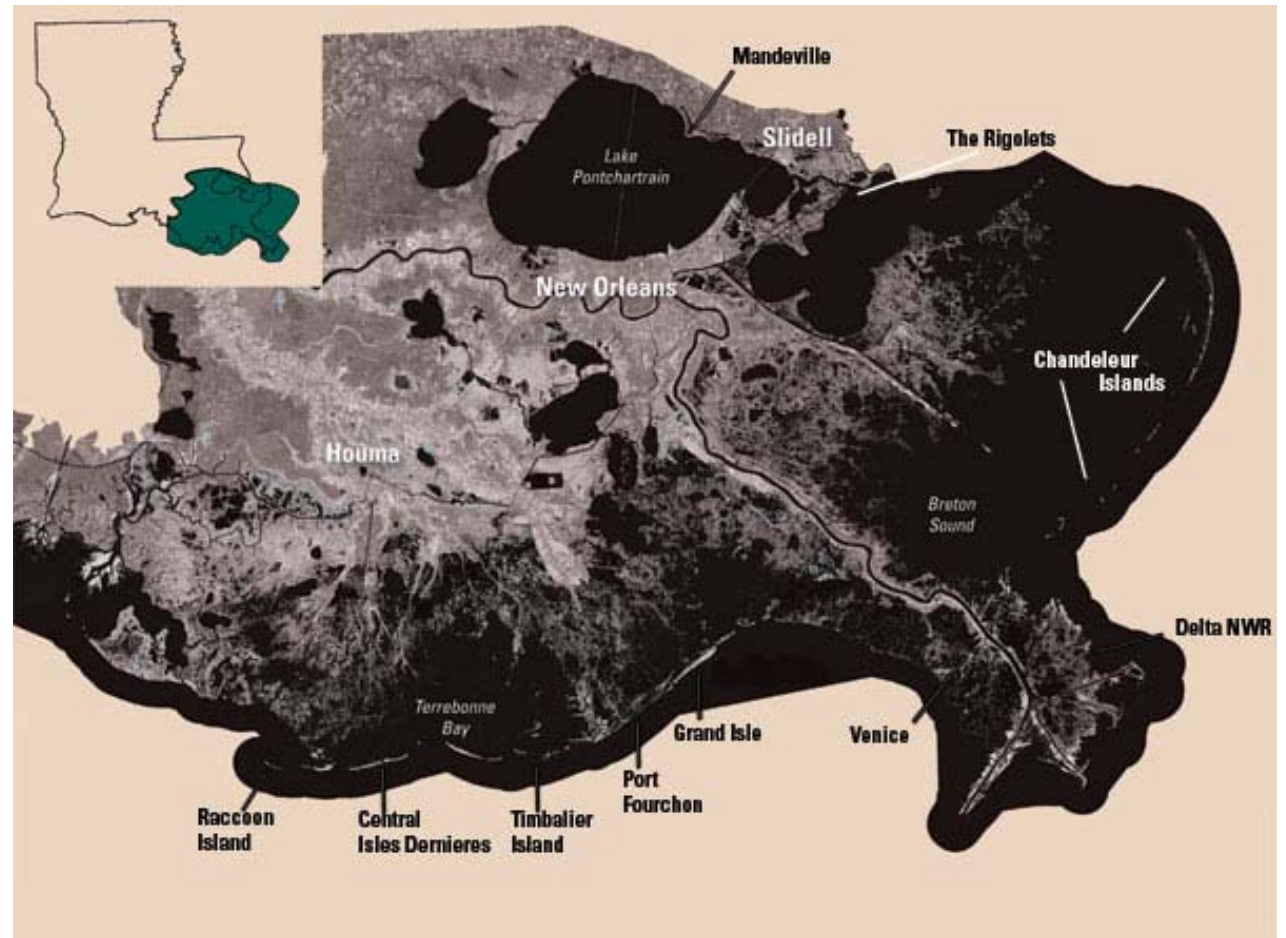 Mandeville
Slidell
The Rigolets
Lake
Pontchartrain
New Orleans
Chandeleur
Islands
Houma
Breton
Sound
Delta NWR
Terrebonne
Bay
Grand Isle
Venice
Port
Fourchon
Raccoon
Island
Central
Isles Dernieres
Timbalier
Island